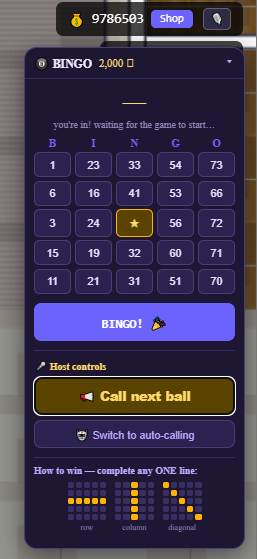 9786503 Shop
BINGO 2,000
—
you're in! waiting for the game to start…
B I N G O
1 23 33 54 73
6 16 41 53 66
3 24 ★ 56 72
15 19 32 60 71
11 21 31 51 70
BINGO!
Host controls
Call next ball
Switch to auto-calling
How to win — complete any ONE line:
row column diagonal